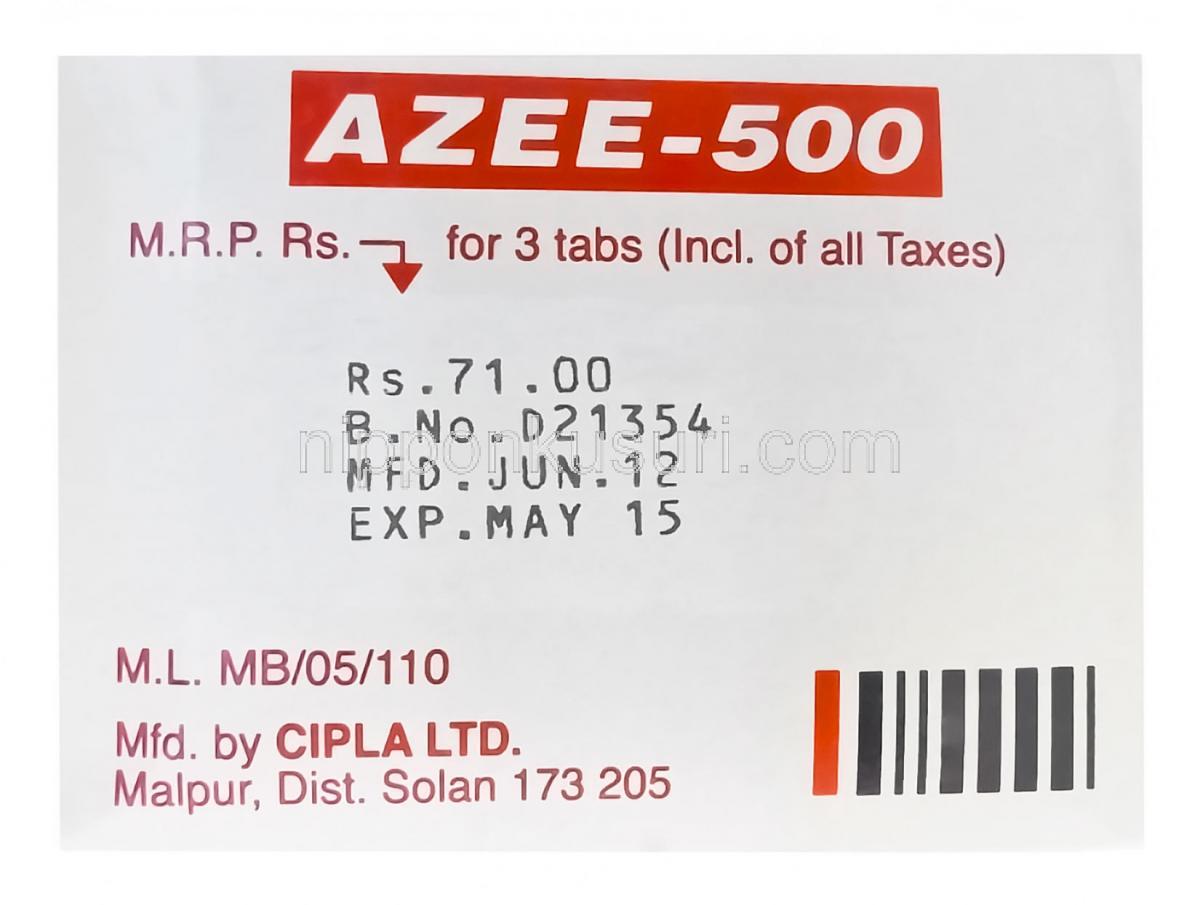 AZEE-500
M.R.P. Rs. for 3 tabs (Incl. of all Taxes)
Rs.71.00
B.No.D21354
nipponkusuri.com
MFD.JUN.12
EXP.MAY 15
M.L. MB/05/110
Mfd. by CIPLA LTD.
Malpur, Dist. Solan 173 205